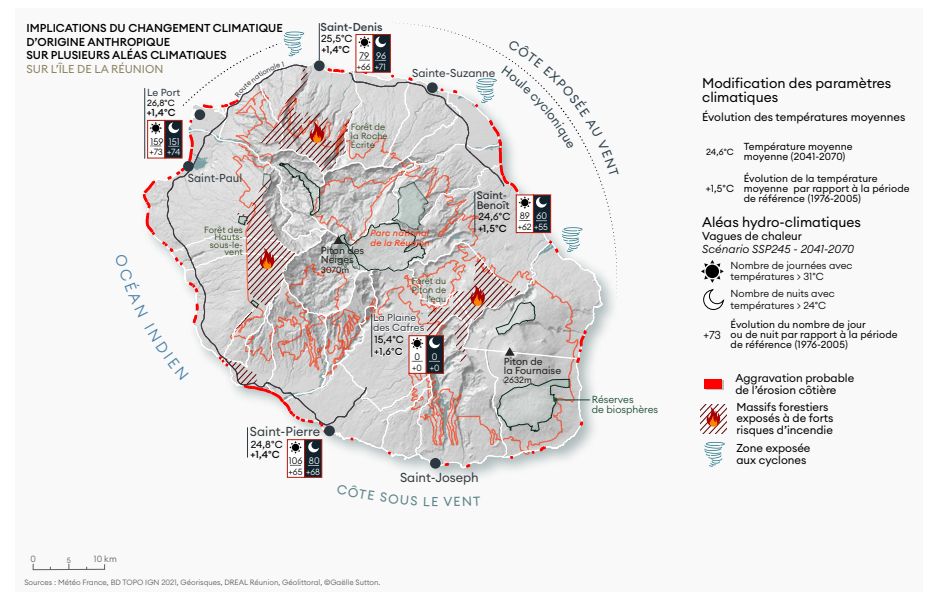 IMPLICATIONS DU CHANGEMENT CLIMATIQUE
D'ORIGINE ANTHROPIQUE
SUR PLUSIEURS ALÉAS CLIMATIQUES
SUR L'ÎLE DE LA RÉUNION
Saint-Denis
25,5°C
+1,4°C
79
+66
96
+71
Route nationale 1
Sainte-Suzanne
CÔTE EXPOSÉE AU VENT
Houle cyclonique
Le Port
26,8°C
+1,4°C
159
+73
151
+74
Forêt de
la Roche
Écrite
Saint-Paul
Saint-
Benoît
24,6°C
+1,5°C
89
+62
60
+55
Forêt des
Hauts-
sous-le-
vent
Parc national
de la Réunion
Piton des
Neiges
3070m
Forêt du
Piton de
l'eau
OCÉAN INDIEN
La Plaine
des Cafres
15,4°C
+1,6°C
0
+0
0
+0
Piton de
la Fournaise
2632m
Réserves
de biosphères
Saint-Pierre
24,8°C
+1,4°C
106
+65
80
+68
Saint-Joseph
CÔTE SOUS LE VENT
Modification des paramètres
climatiques
Évolution des températures moyennes
24,6°C
Température moyenne
moyenne (2041-2070)
+1,5°C
Évolution de la température
moyenne par rapport à la période
de référence (1976-2005)
Aléas hydro-climatiques
Vagues de chaleur
Scénario SSP245 - 2041-2070
Nombre de journées avec
températures > 31°C
Nombre de nuits avec
températures > 24°C
+73
Évolution du nombre de jour
ou de nuit par rapport à la période
de référence (1976-2005)
Aggravation probable
de l'érosion côtière
Massifs forestiers
exposés à de forts
risques d'incendie
Zone exposée
aux cyclones
0 5 10 km
Sources : Météo France, BD TOPO IGN 2021, Géorisques, DREAL Réunion, Géolittoral, ©Gaëlle Sutton.